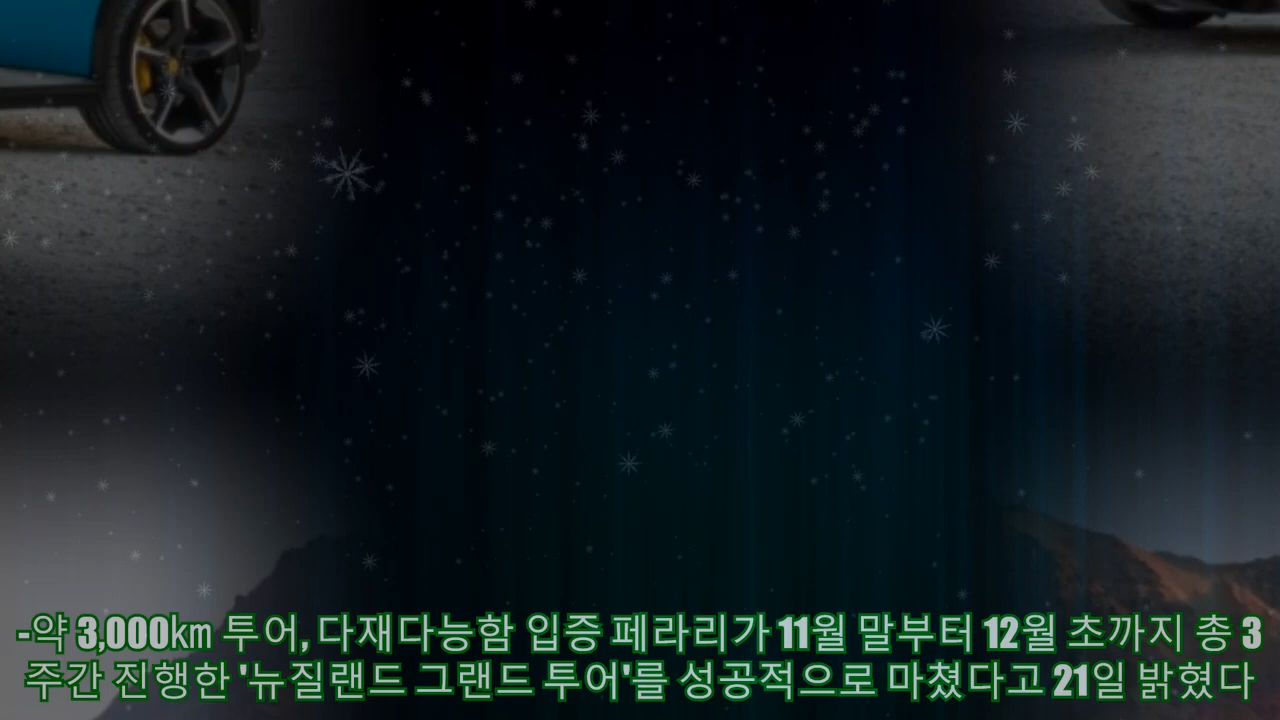 -약 3,000㎞ 투어, 다재다능함 입증 페라리가 11월 말부터 12월 초까지 총 3
주간 진행한 '뉴질랜드 그랜드 투어'를 성공적으로 마쳤다고 21일 밝혔다